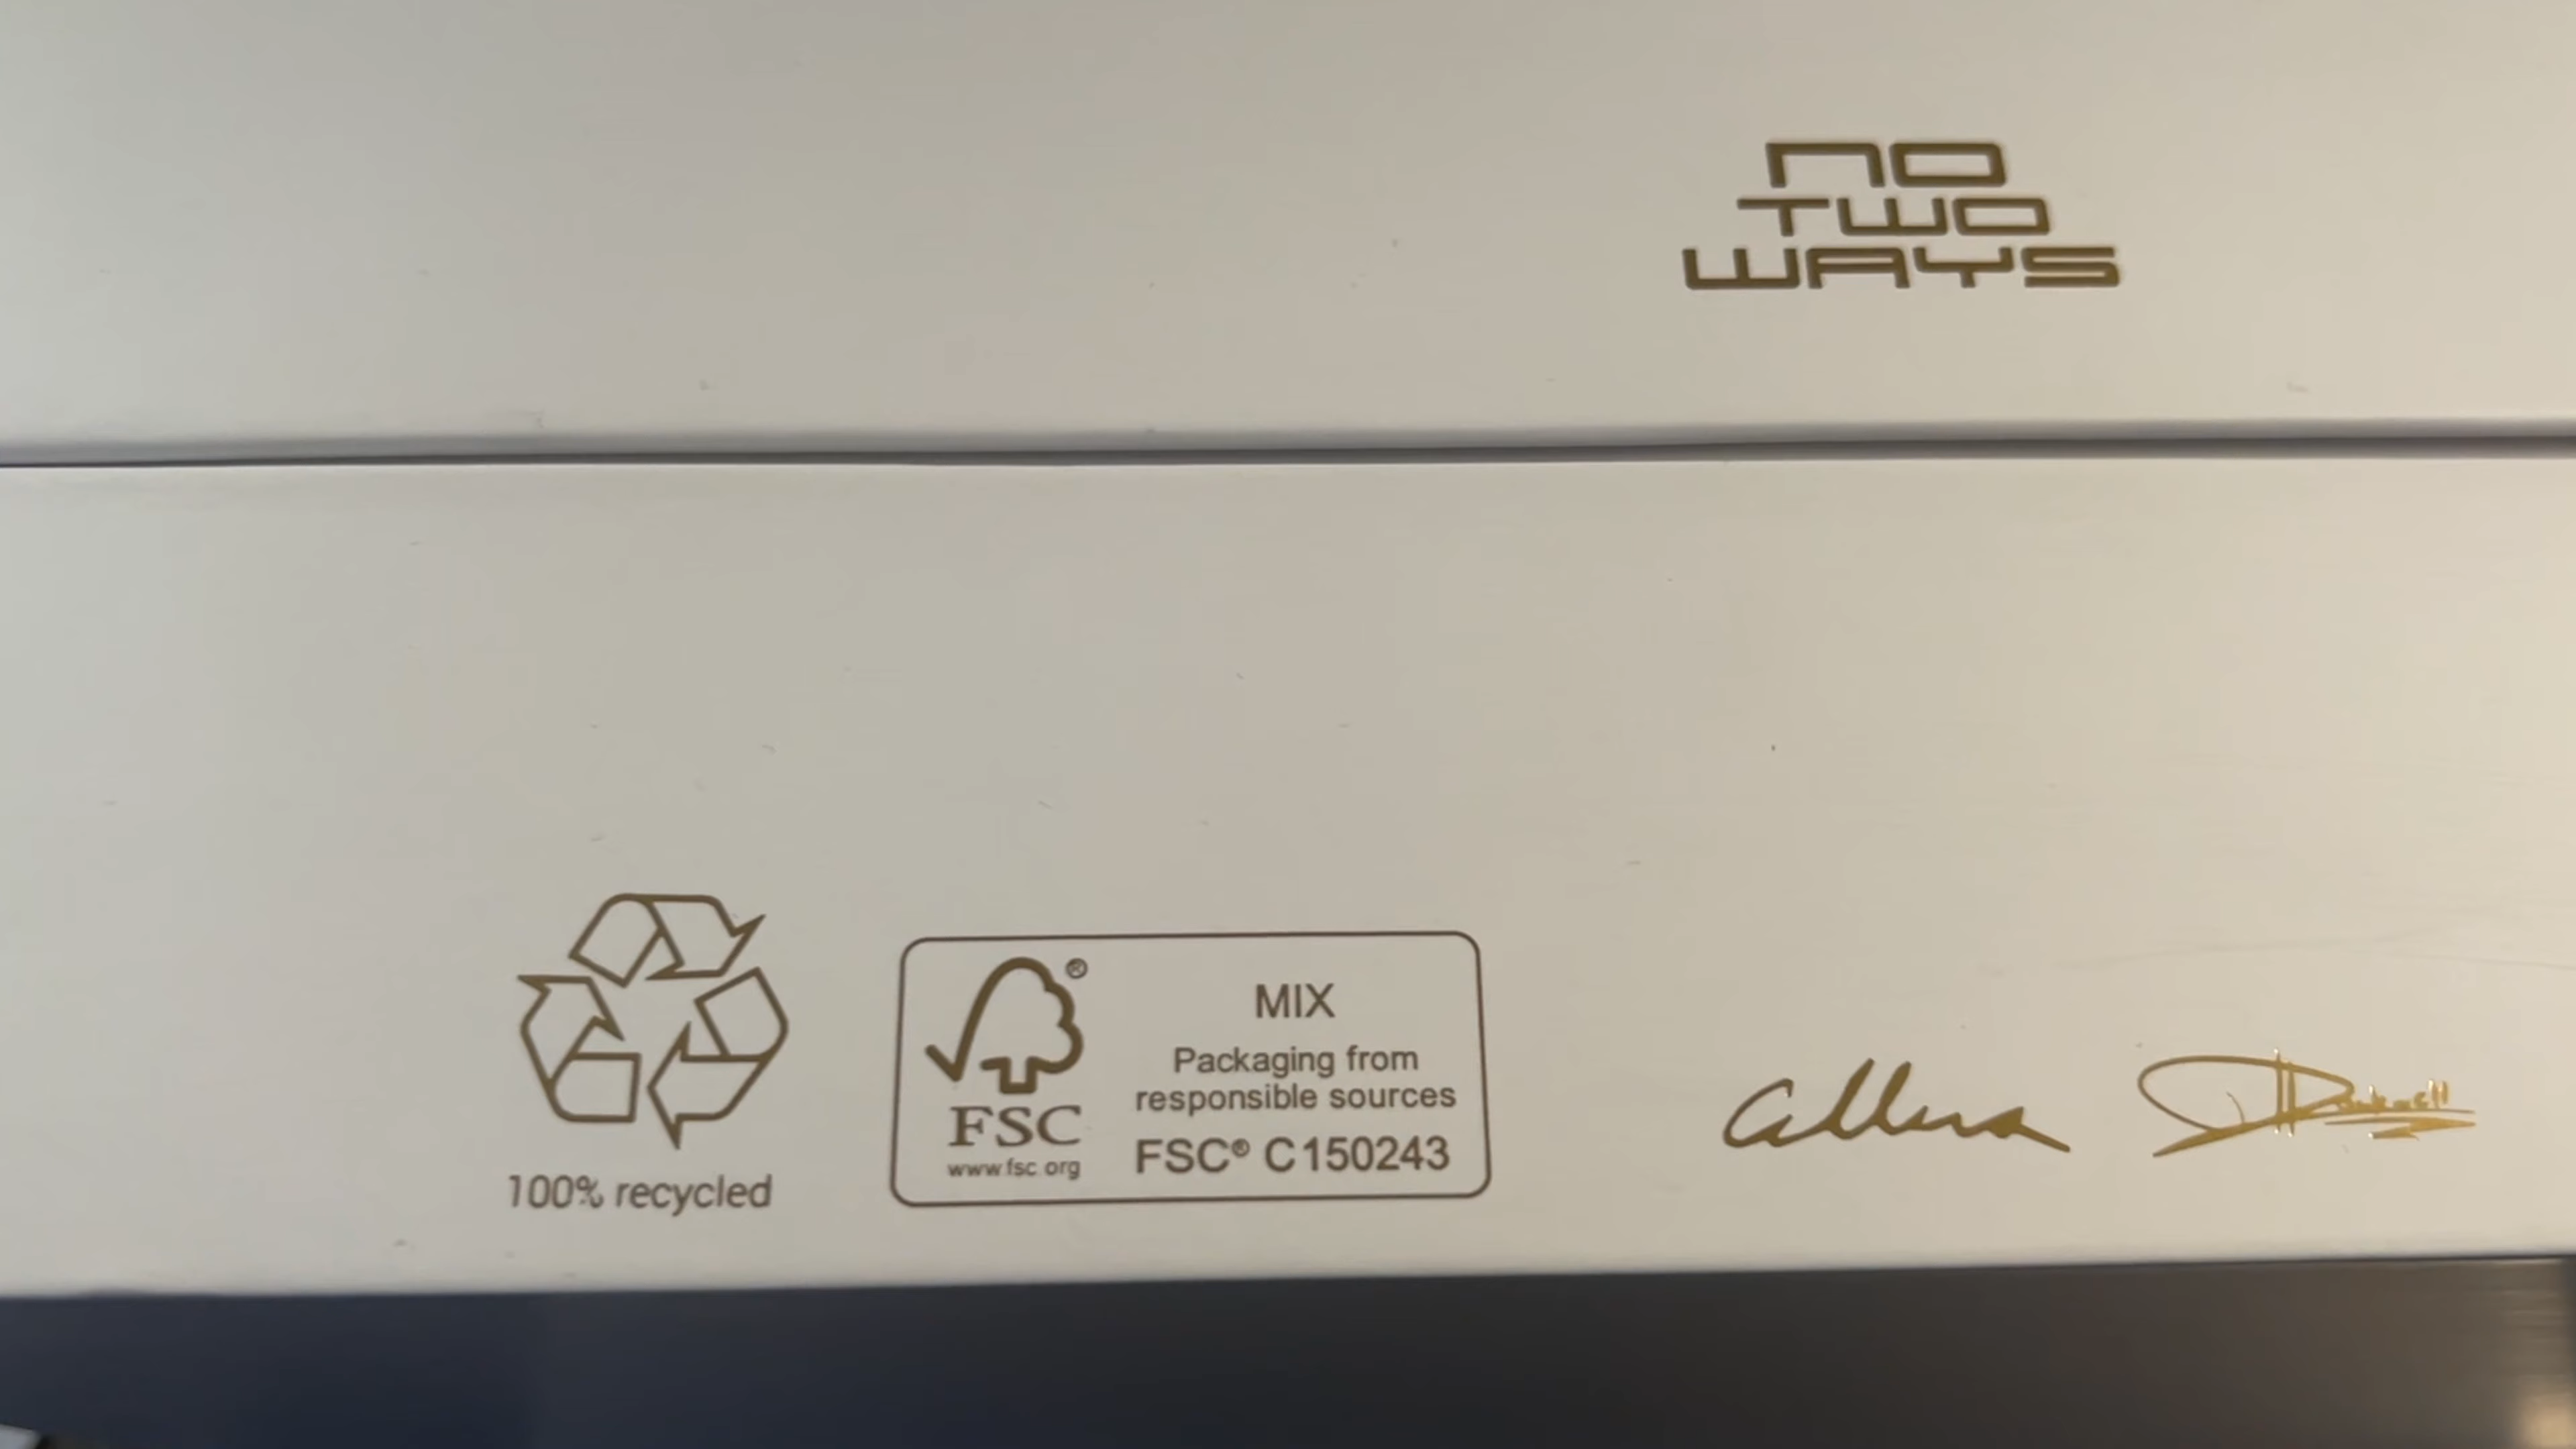 NO
TWO
WAYS
100% recycled
®
FSC
www.fsc.org
MIX
Packaging from
responsible sources
FSC® C150243